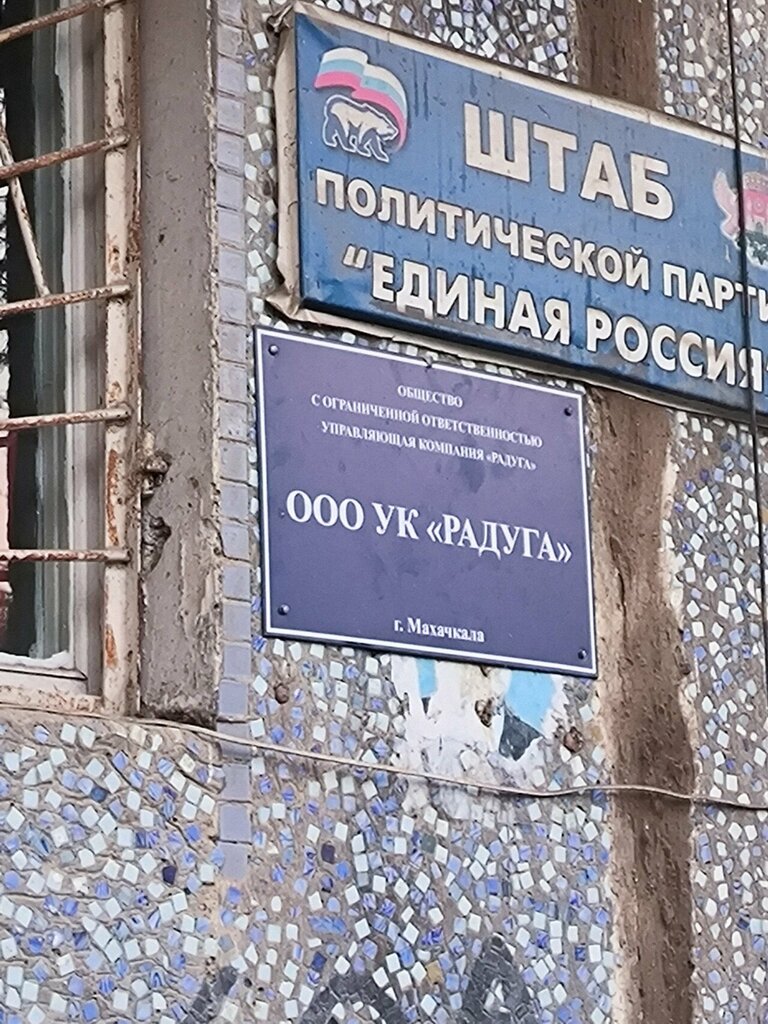 ШТАБ
ПОЛИТИЧЕСКОЙ ПАРТИ
"ЕДИНАЯ РОССИЯ"
ОБЩЕСТВО
С ОГРАНИЧЕННОЙ ОТВЕТСТВЕННОСТЬЮ
УПРАВЛЯЮЩАЯ КОМПАНИЯ «РАДУГА»
ООО УК «РАДУГА»
г. Махачкала